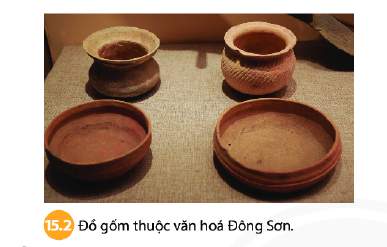 15.2 Đồ gốm thuộc văn hoá Đông Sơn.